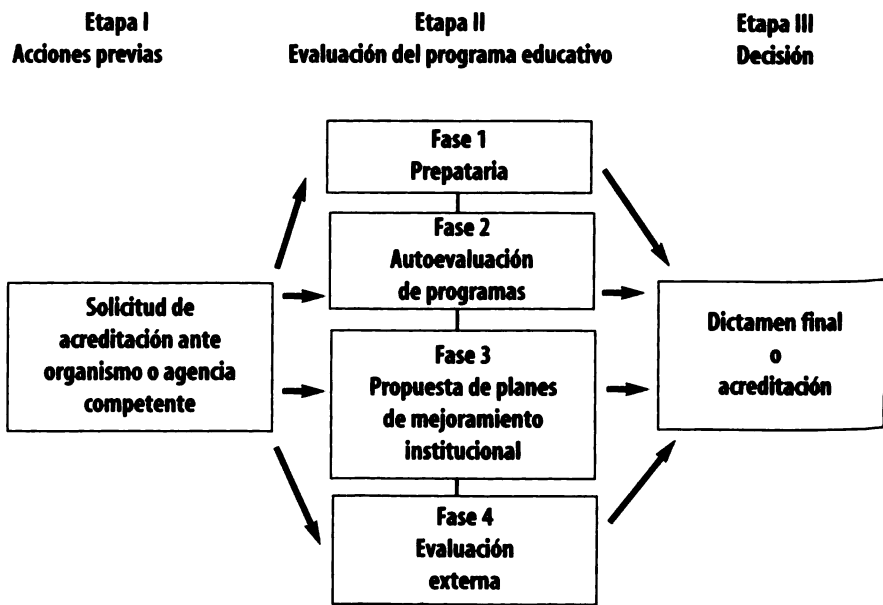 Etapa I
Acciones previas
Etapa II
Evaluación del programa educativo
Etapa III
Decisión
Solicitud de
acreditación ante
organismo o agencia
competente
Fase 1
Prepataria
Fase 2
Autoevaluación
de programas
Fase 3
Propuesta de planes
de mejoramiento
institucional
Fase 4
Evaluación
externa
Dictamen final
o
acreditación